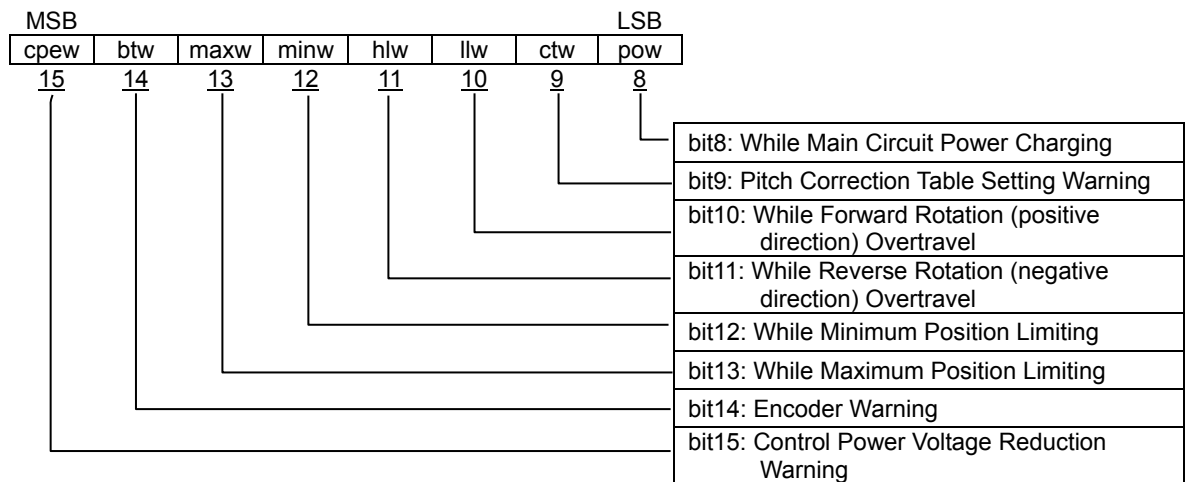 MSB LSB
cpew btw maxw minw hlw llw ctw pow
15 14 13 12 11 10 9 8
bit8: While Main Circuit Power Charging
bit9: Pitch Correction Table Setting Warning
bit10: While Forward Rotation (positive
direction) Overtravel
bit11: While Reverse Rotation (negative
direction) Overtravel
bit12: While Minimum Position Limiting
bit13: While Maximum Position Limiting
bit14: Encoder Warning
bit15: Control Power Voltage Reduction
Warning